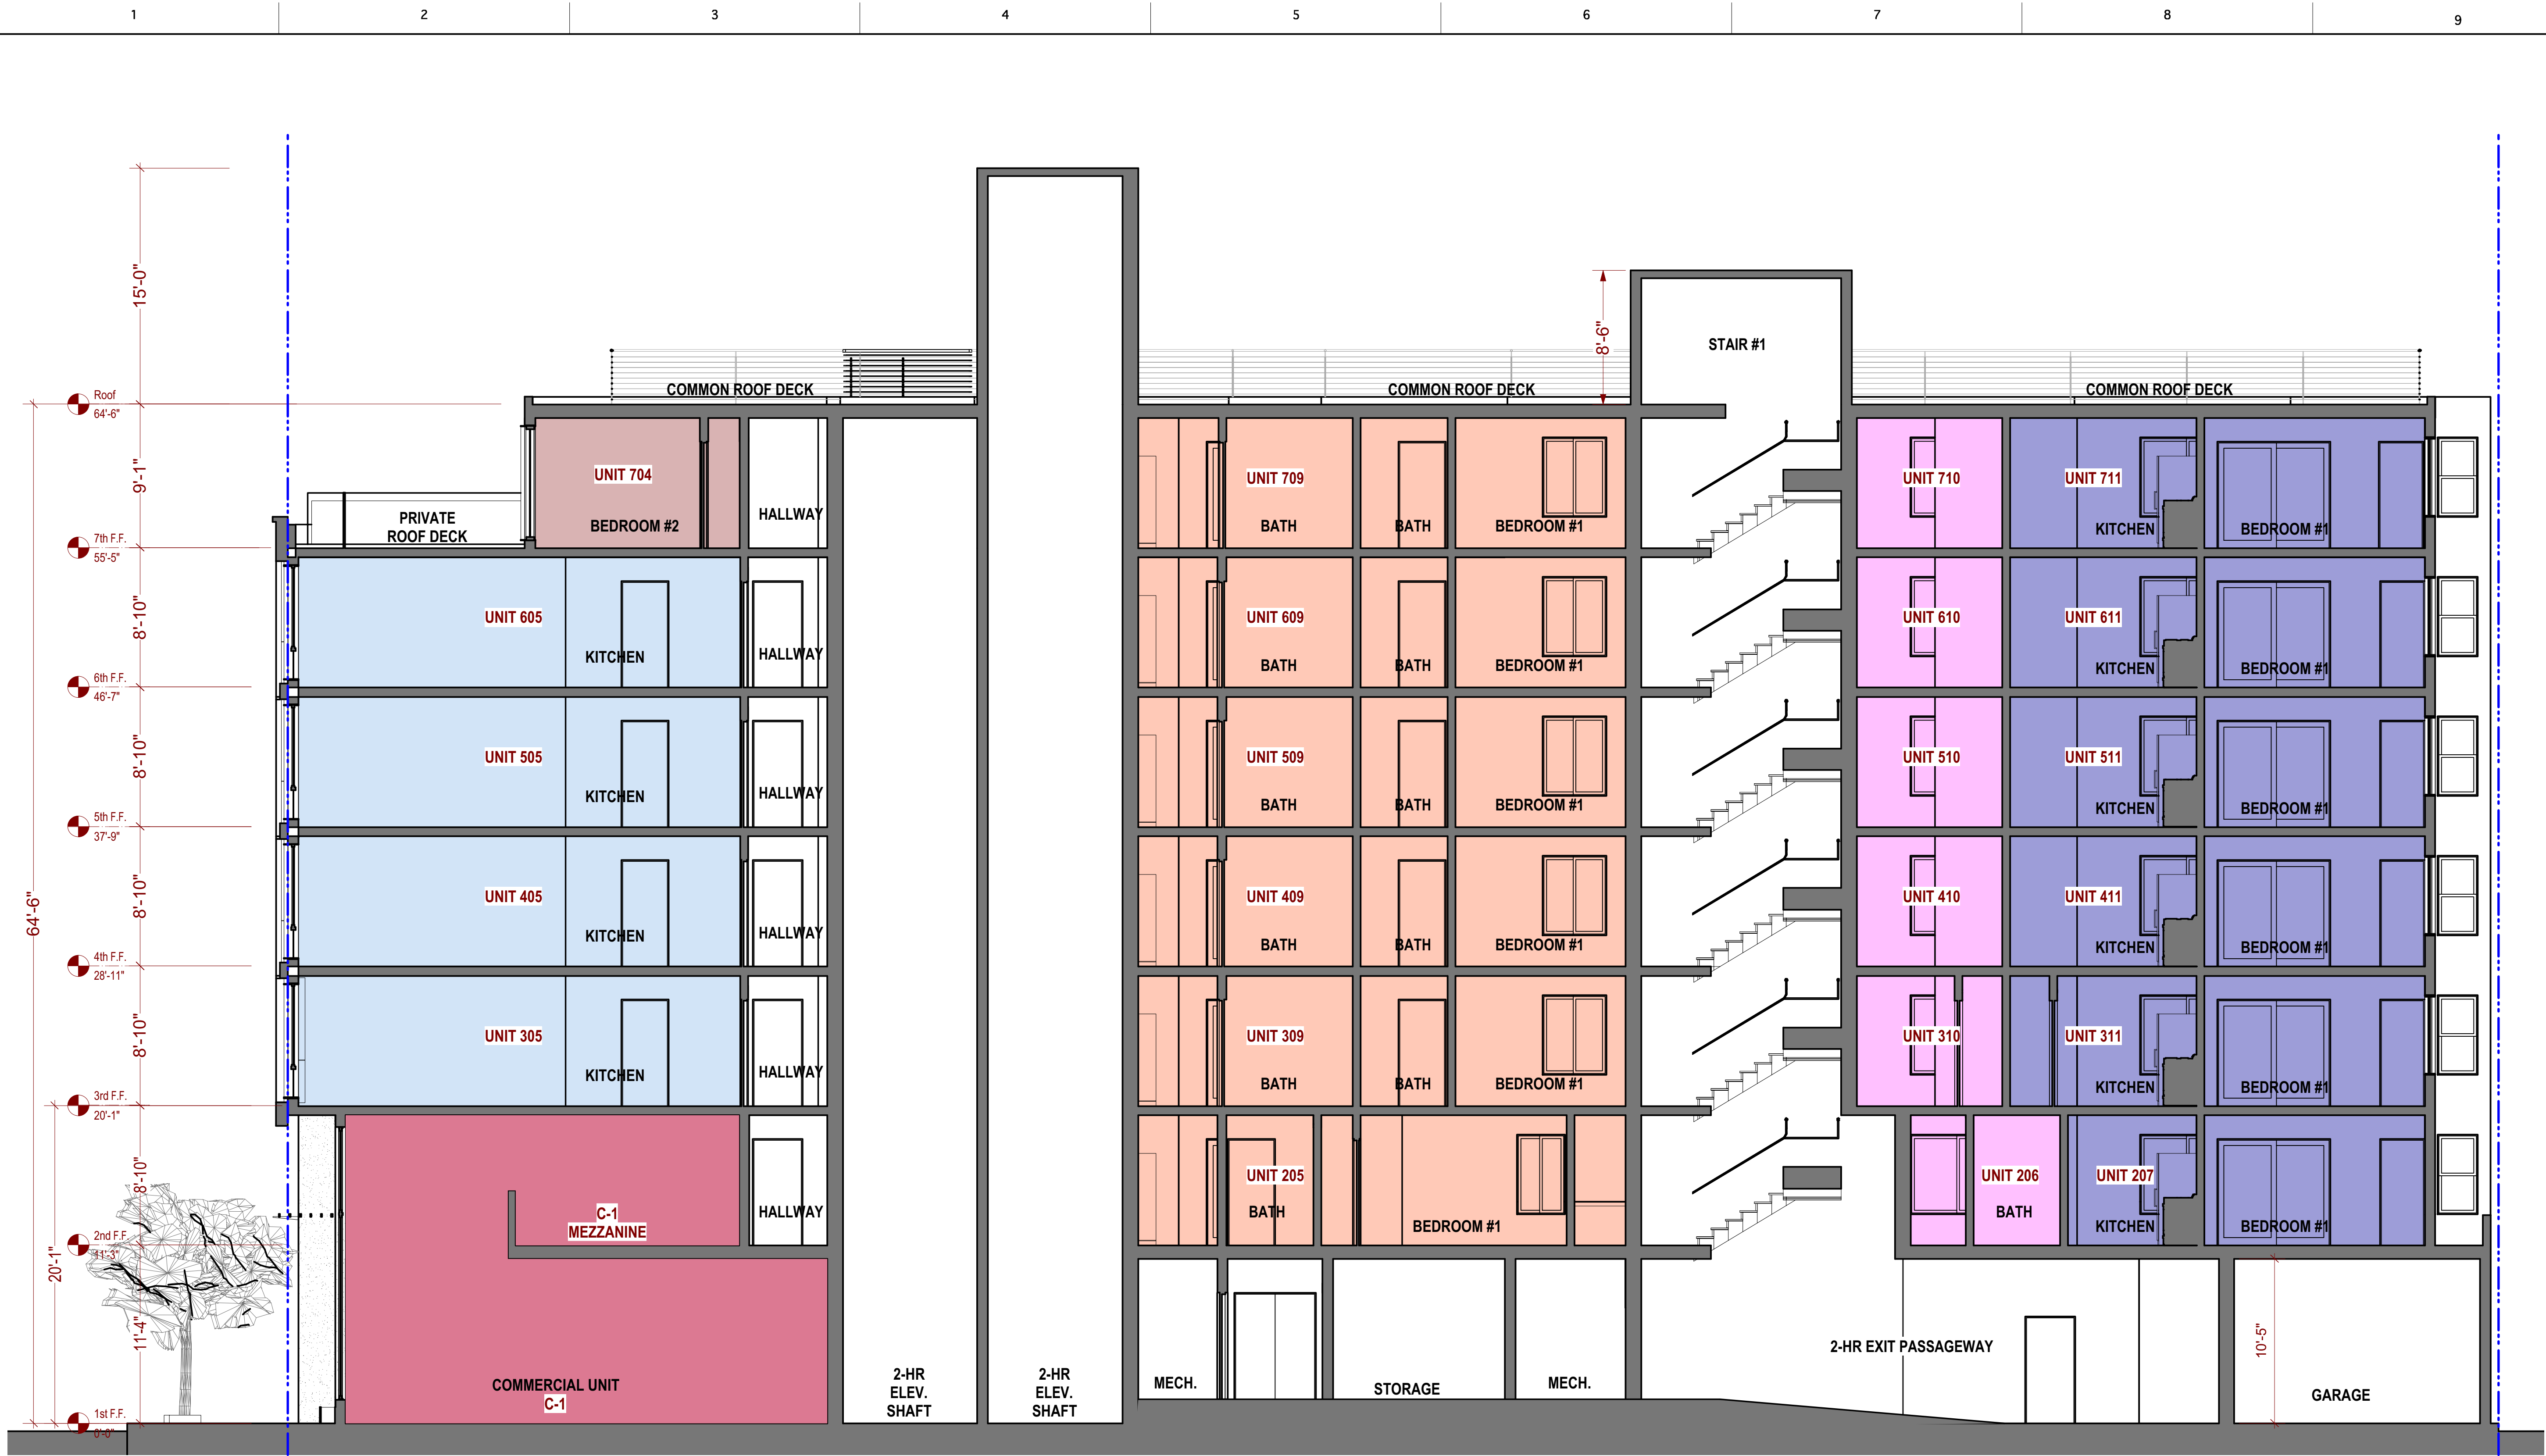 1 2 3 4 5 6 7 8 9
15'-0"
8'-6"
STAIR #1
COMMON ROOF DECK
COMMON ROOF DECK
COMMON ROOF DECK
Roof
64'-6"
9'-1"
UNIT 704
UNIT 709
UNIT 710
UNIT 711
PRIVATE
ROOF DECK
BEDROOM #2
HALLWAY
BATH
BATH
BEDROOM #1
KITCHEN
BEDROOM #1
7th F.F.
55'-5"
8'-10"
UNIT 605
UNIT 609
UNIT 610
UNIT 611
KITCHEN
HALLWAY
BATH
BATH
BEDROOM #1
KITCHEN
BEDROOM #1
6th F.F.
46'-7"
8'-10"
UNIT 505
UNIT 509
UNIT 510
UNIT 511
KITCHEN
HALLWAY
BATH
BATH
BEDROOM #1
KITCHEN
BEDROOM #1
5th F.F.
37'-9"
64'-6"
8'-10"
UNIT 405
UNIT 409
UNIT 410
UNIT 411
KITCHEN
HALLWAY
BATH
BATH
BEDROOM #1
KITCHEN
BEDROOM #1
4th F.F.
28'-11"
8'-10"
UNIT 305
UNIT 309
UNIT 310
UNIT 311
KITCHEN
HALLWAY
BATH
BATH
BEDROOM #1
KITCHEN
BEDROOM #1
3rd F.F.
20'-1"
8'-10"
UNIT 205
UNIT 206
UNIT 207
C-1
MEZZANINE
HALLWAY
BATH
BEDROOM #1
BATH
KITCHEN
BEDROOM #1
2nd F.F.
11'-3"
20'-1"
11'-4"
10'-5"
2-HR EXIT PASSAGEWAY
COMMERCIAL UNIT
C-1
2-HR
ELEV.
SHAFT
2-HR
ELEV.
SHAFT
MECH.
STORAGE
MECH.
GARAGE
1st F.F.
0'-0"